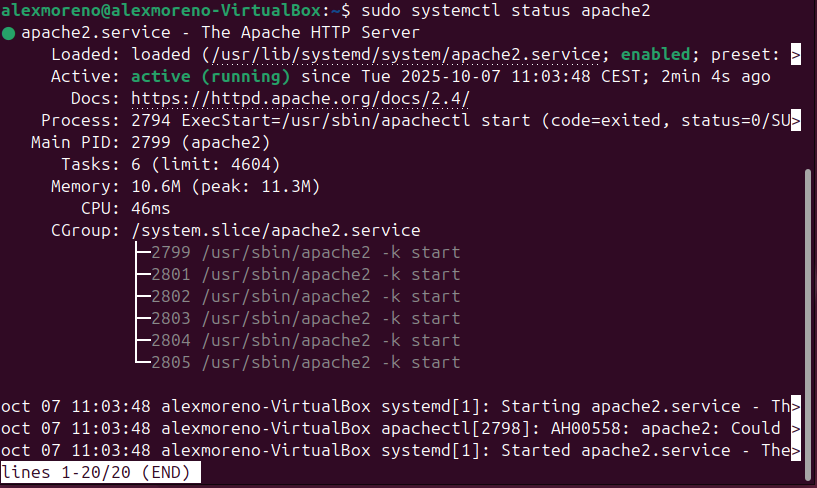 alexmoreno@alexmoreno-VirtualBox:~$ sudo systemctl status apache2
● apache2.service - The Apache HTTP Server
     Loaded: loaded (/usr/lib/systemd/system/apache2.service; enabled; preset: >
     Active: active (running) since Tue 2025-10-07 11:03:48 CEST; 2min 4s ago
       Docs: https://httpd.apache.org/docs/2.4/
    Process: 2794 ExecStart=/usr/sbin/apachectl start (code=exited, status=0/SU>
   Main PID: 2799 (apache2)
      Tasks: 6 (limit: 4604)
     Memory: 10.6M (peak: 11.3M)
        CPU: 46ms
     CGroup: /system.slice/apache2.service
             ├─2799 /usr/sbin/apache2 -k start
             ├─2801 /usr/sbin/apache2 -k start
             ├─2802 /usr/sbin/apache2 -k start
             ├─2803 /usr/sbin/apache2 -k start
             ├─2804 /usr/sbin/apache2 -k start
             └─2805 /usr/sbin/apache2 -k start

oct 07 11:03:48 alexmoreno-VirtualBox systemd[1]: Starting apache2.service - Th>
oct 07 11:03:48 alexmoreno-VirtualBox apachectl[2798]: AH00558: apache2: Could >
oct 07 11:03:48 alexmoreno-VirtualBox systemd[1]: Started apache2.service - The>
lines 1-20/20 (END)